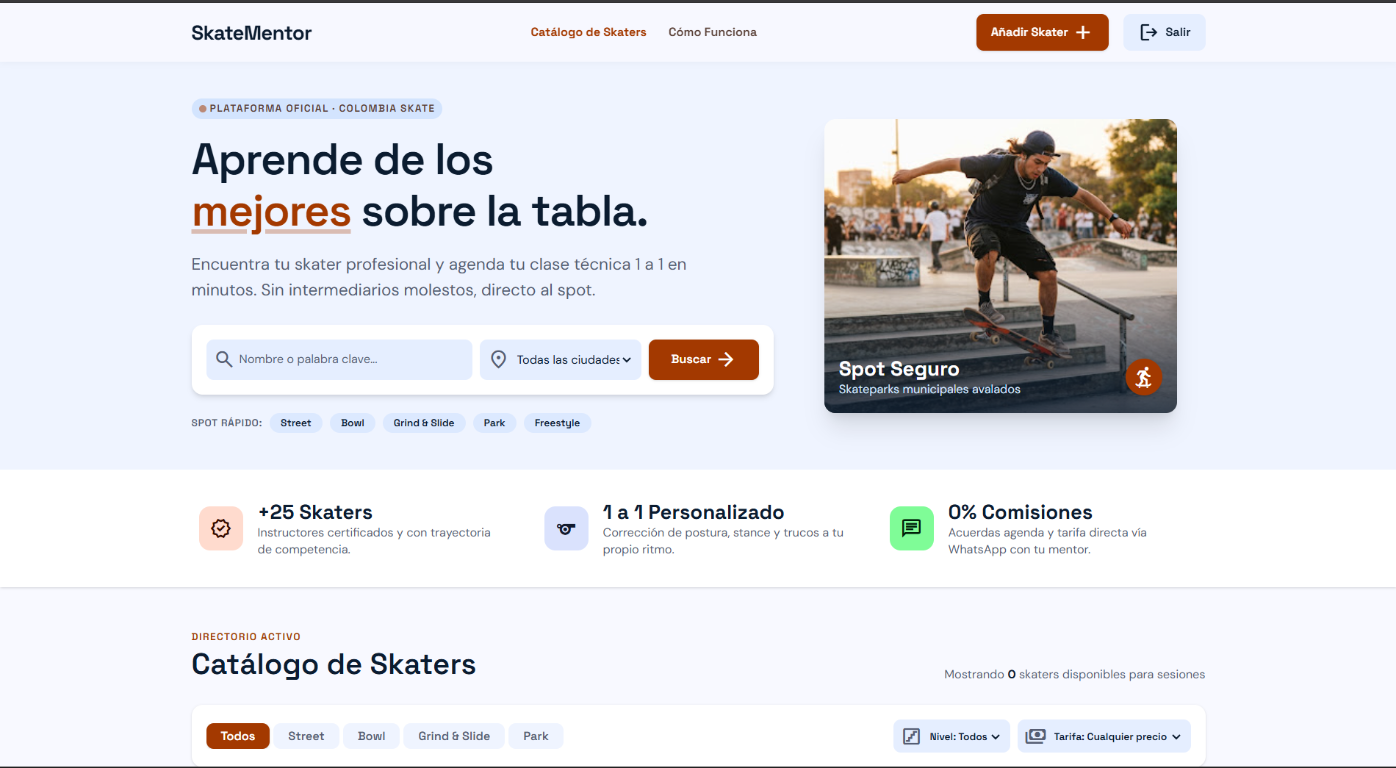 SkateMentor
Catálogo de Skaters
Cómo Funciona
Añadir Skater
Salir
PLATAFORMA OFICIAL · COLOMBIA SKATE
Aprende de los
mejores sobre la tabla.
Encuentra tu skater profesional y agenda tu clase técnica 1 a 1 en
minutos. Sin intermediarios molestos, directo al spot.
Nombre o palabra clave...
Todas las ciudades
Buscar
SPOT RÁPIDO:
Street
Bowl
Grind & Slide
Park
Freestyle
Spot Seguro
Skateparks municipales avalados
+25 Skaters
Instructores certificados y con trayectoria
de competencia.
1 a 1 Personalizado
Corrección de postura, stance y trucos a tu
propio ritmo.
0% Comisiones
Acuerdas agenda y tarifa directa vía
WhatsApp con tu mentor.
DIRECTORIO ACTIVO
Catálogo de Skaters
Mostrando 0 skaters disponibles para sesiones
Todos
Street
Bowl
Grind & Slide
Park
Nivel: Todos
Tarifa: Cualquier precio